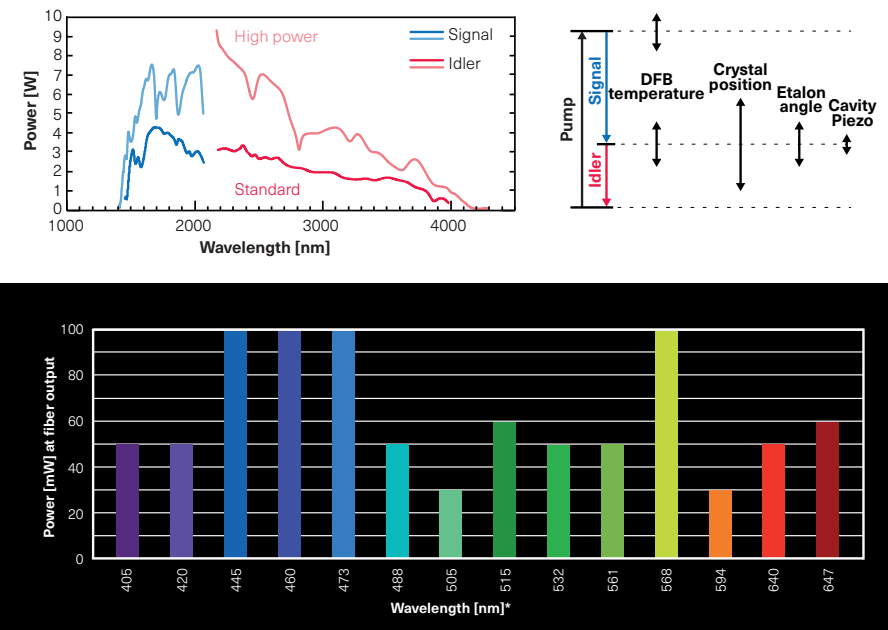 10
9
8
7
6
5
4
3
2
1
0
Power [W]
High power
Standard
Signal
Idler
1000
2000
3000
4000
Wavelength [nm]
Pump
Signal
Idler
DFB
temperature
Crystal
position
Etalon
angle
Cavity
Piezo
100
80
60
40
20
0
Power [mW] at fiber output
405
420
445
460
473
488
505
515
532
561
568
594
640
647
Wavelength [nm]*